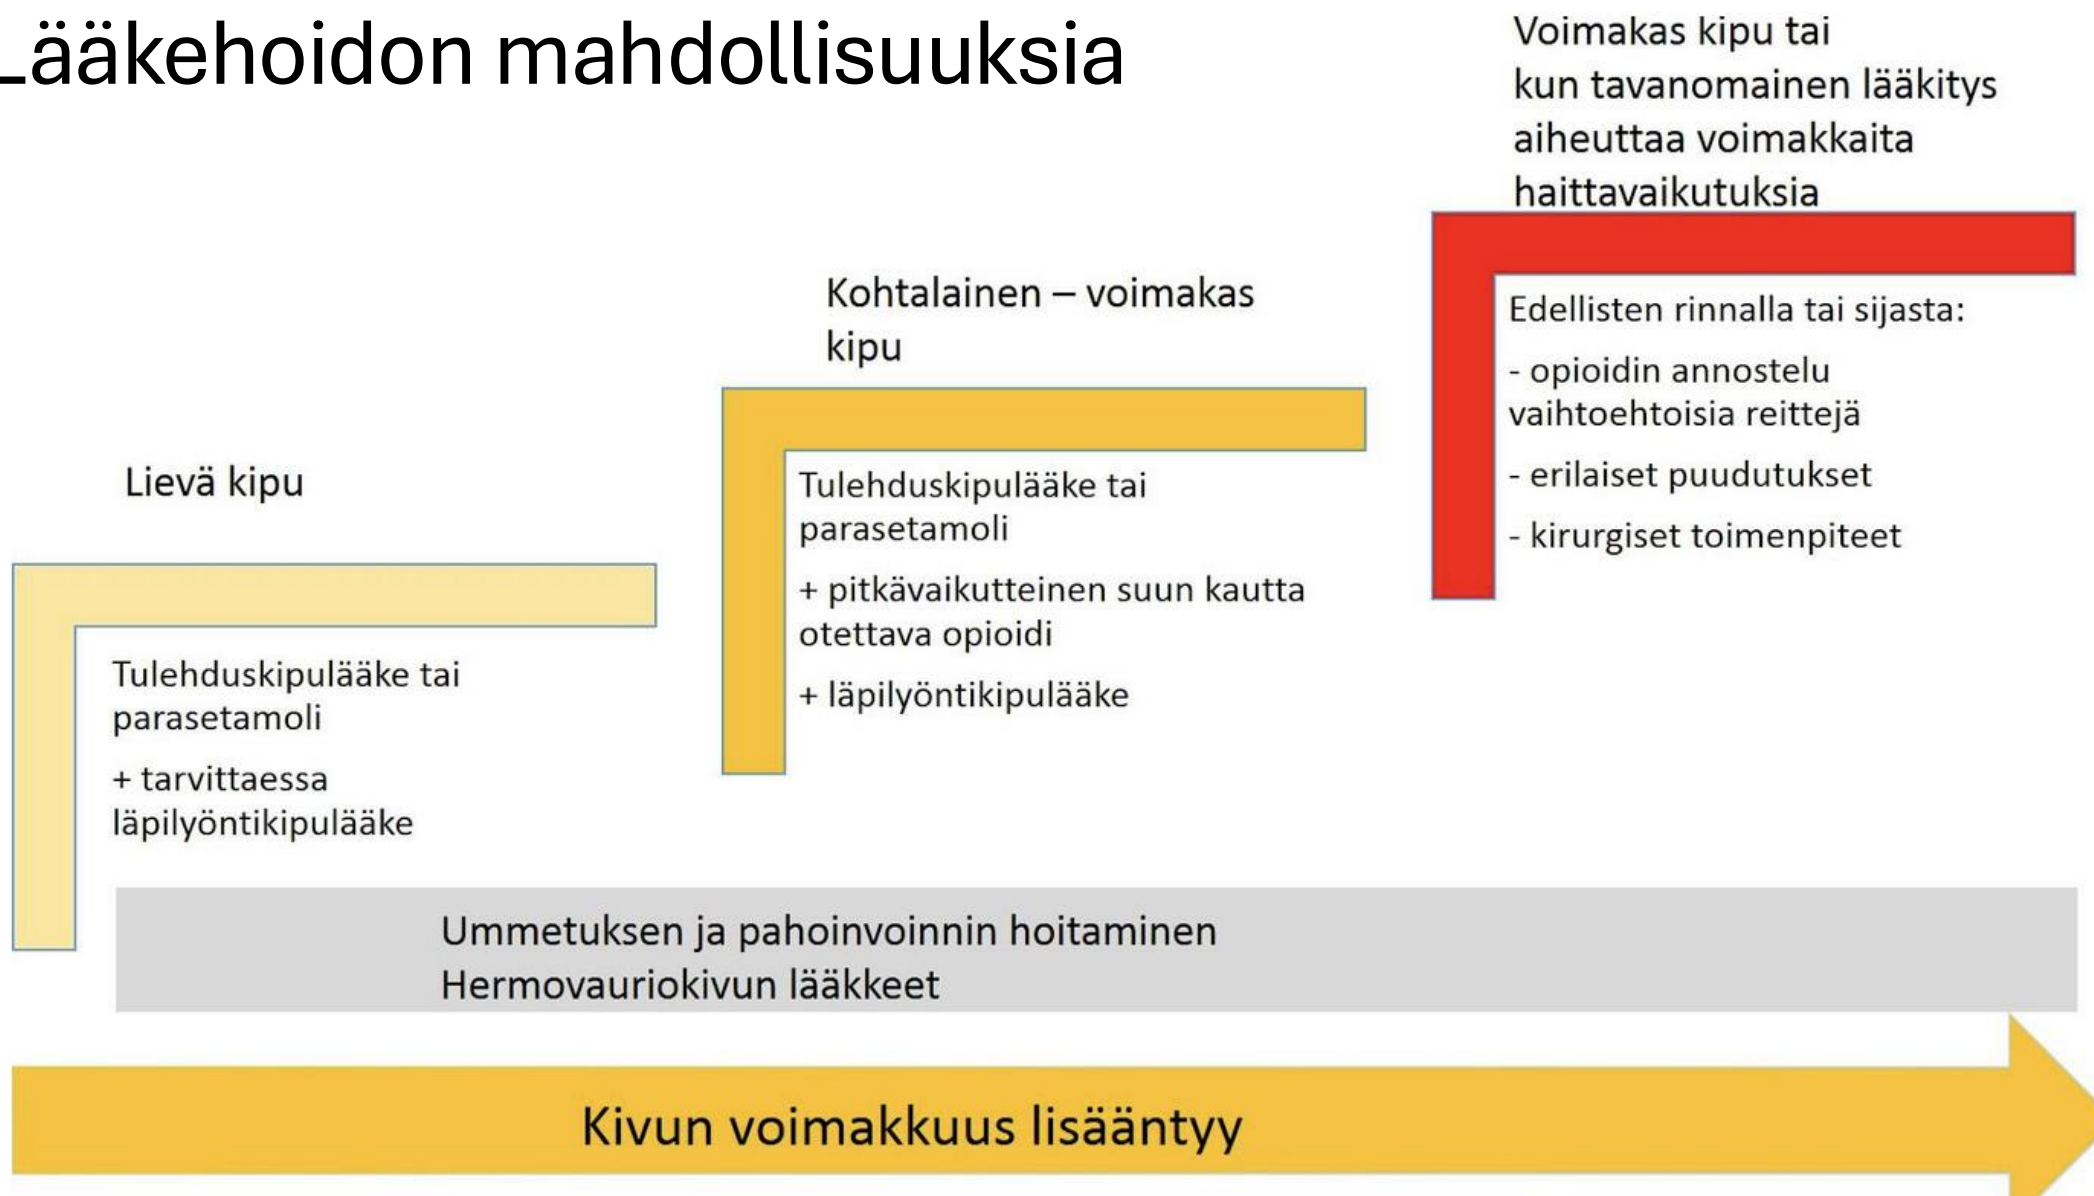 Lääkehoidon mahdollisuuksia
Voimakas kipu tai
kun tavanomainen lääkitys
aiheuttaa voimakkaita
haittavaikutuksia
Edellisten rinnalla tai sijasta:
- opioidin annostelu
vaihtoehtoisia reittejä
- erilaiset puudutukset
- kirurgiset toimenpiteet
Kohtalainen – voimakas
kipu
Tulehduskipulääke tai
parasetamoli
+ pitkävaikutteinen suun kautta
otettava opioidi
+ läpilyöntikipulääke
Lievä kipu
Tulehduskipulääke tai
parasetamoli
+ tarvittaessa
läpilyöntikipulääke
Ummetuksen ja pahoinvoinnin hoitaminen
Hermovauriokivun lääkkeet
Kivun voimakkuus lisääntyy